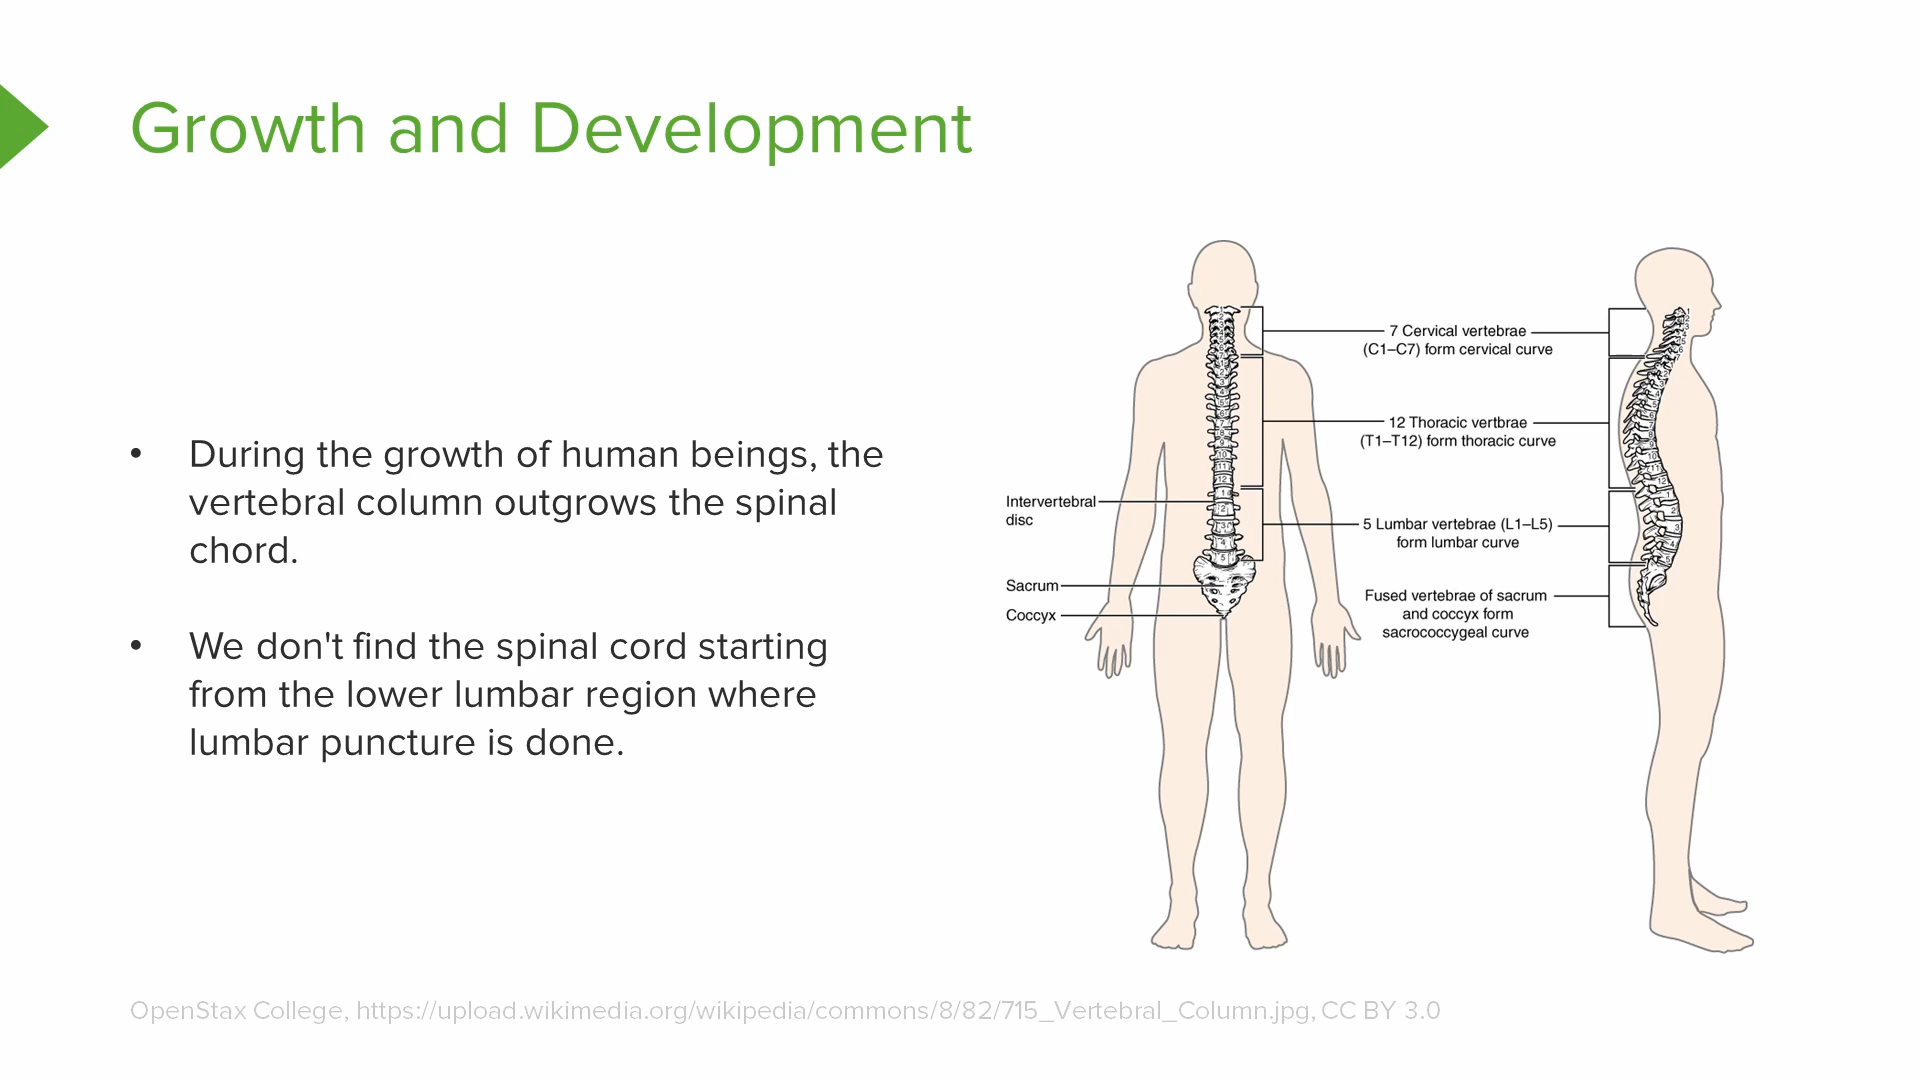 Growth and Development
• During the growth of human beings, the
vertebral column outgrows the spinal
chord.
• We don't find the spinal cord starting
from the lower lumbar region where
lumbar puncture is done.
7 Cervical vertebrae
(C1–C7) form cervical curve
12 Thoracic vertbrae
(T1–T12) form thoracic curve
Intervertebral
disc
5 Lumbar vertebrae (L1–L5)
form lumbar curve
Sacrum
Coccyx
Fused vertebrae of sacrum
and coccyx form
sacrococcygeal curve
OpenStax College, https://upload.wikimedia.org/wikipedia/commons/8/82/715_Vertebral_Column.jpg, CC BY 3.0